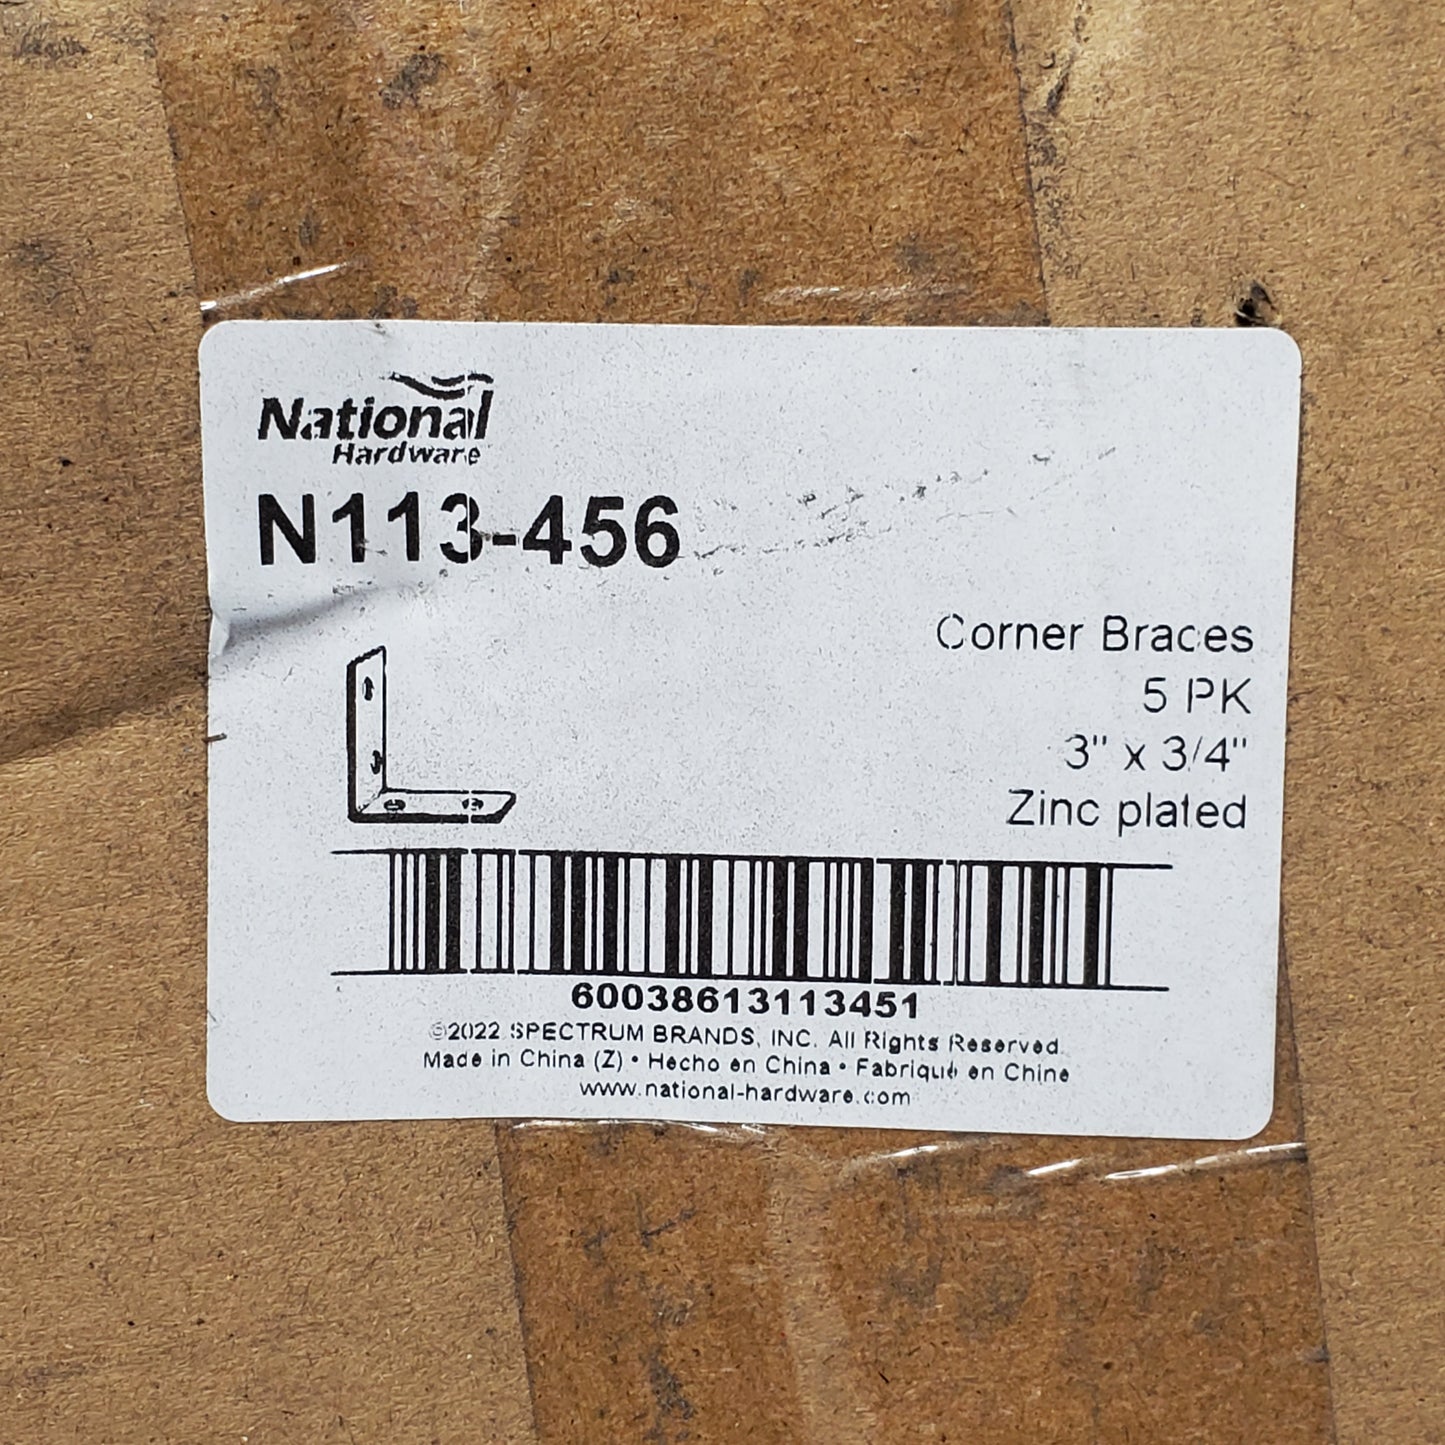 National
Hardware
N113-456
Corner Braces
5 PK
3" x 3/4"
Zinc plated
60038613113451
©2022 SPECTRUM BRANDS, INC. All Rights Reserved.
Made in China (Z) • Hecho en China • Fabriqué en Chine
www.national-hardware.com